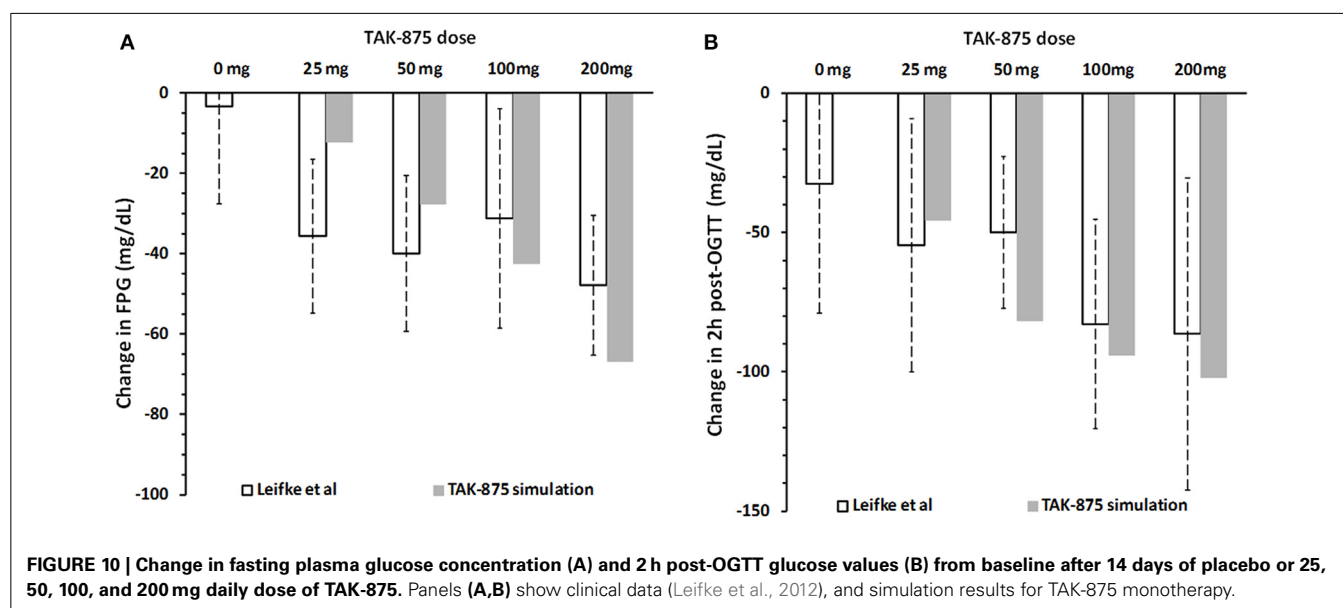 A
TAK-875 dose
0 mg 25 mg 50 mg 100mg 200mg
0
-20
-40
-60
-80
-100
Change in FPG (mg/dL)
Leifke et al TAK-875 simulation
B
TAK-875 dose
0 mg 25 mg 50 mg 100mg 200mg
0
-50
-100
-150
Change in 2h post-OGTT (mg/dL)
Leifke et al TAK-875 simulation
FIGURE 10 | Change in fasting plasma glucose concentration (A) and 2 h post-OGTT glucose values (B) from baseline after 14 days of placebo or 25,
50, 100, and 200 mg daily dose of TAK-875. Panels (A,B) show clinical data (Leifke et al., 2012), and simulation results for TAK-875 monotherapy.